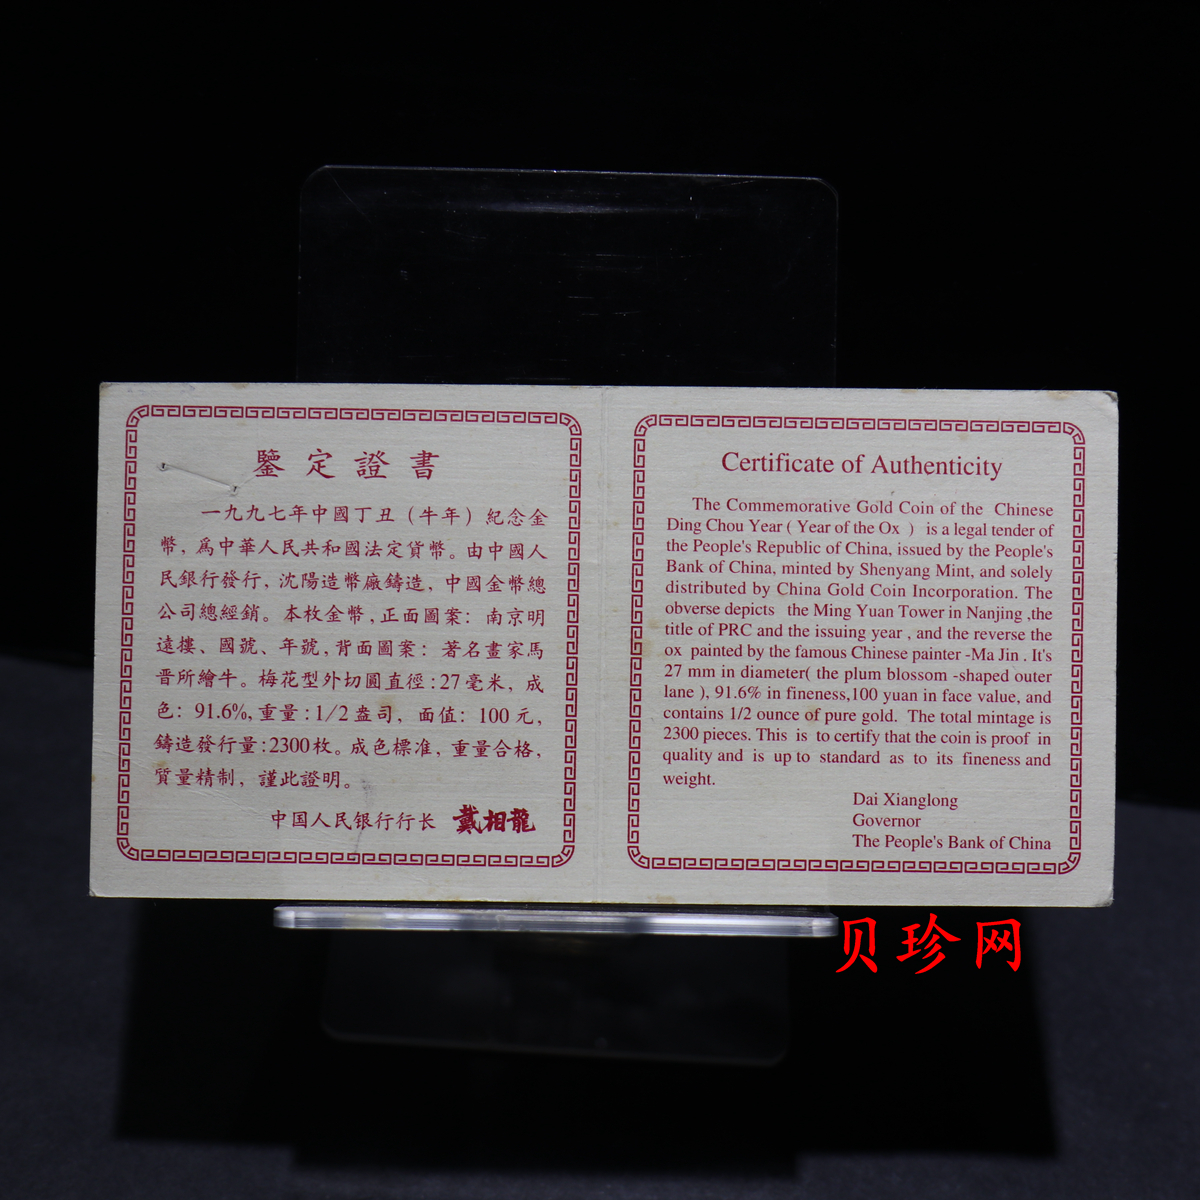 鑒定證書
一九九七年中國丁丑（牛年）紀念金
幣，爲中華人民共和國法定貨幣。由中國人
民銀行發行，沈陽造幣廠鑄造，中國金幣總
公司總經銷。本枚金幣，正面圖案：南京明
遠摟、國號、年號，背面圖案：著名畫家馬
晋所繪牛。梅花型外切圓直徑：27毫米，成
色：91.6%，重量：1/2盎司，面值：100元，
鑄造發行量：2300枚。成色標准，重量合格，
質量精制，謹此證明。
中国人民银行行长 戴相龍
Certificate of Authenticity
The Commemorative Gold Coin of the Chinese
Ding Chou Year ( Year of the Ox ) is a legal tender of
the People's Republic of China, issued by the People's
Bank of China, minted by Shenyang Mint, and solely
distributed by China Gold Coin Incorporation. The
obverse depicts the Ming Yuan Tower in Nanjing ,the
title of PRC and the issuing year , and the reverse the
ox painted by the famous Chinese painter -Ma Jin . It's
27 mm in diameter( the plum blossom -shaped outer
lane ), 91.6% in fineness,100 yuan in face value, and
contains 1/2 ounce of pure gold. The total mintage is
2300 pieces. This is to certify that the coin is proof in
quality and is up to standard as to its fineness and
weight.
Dai Xianglong
Governor
The People's Bank of China
贝珍网